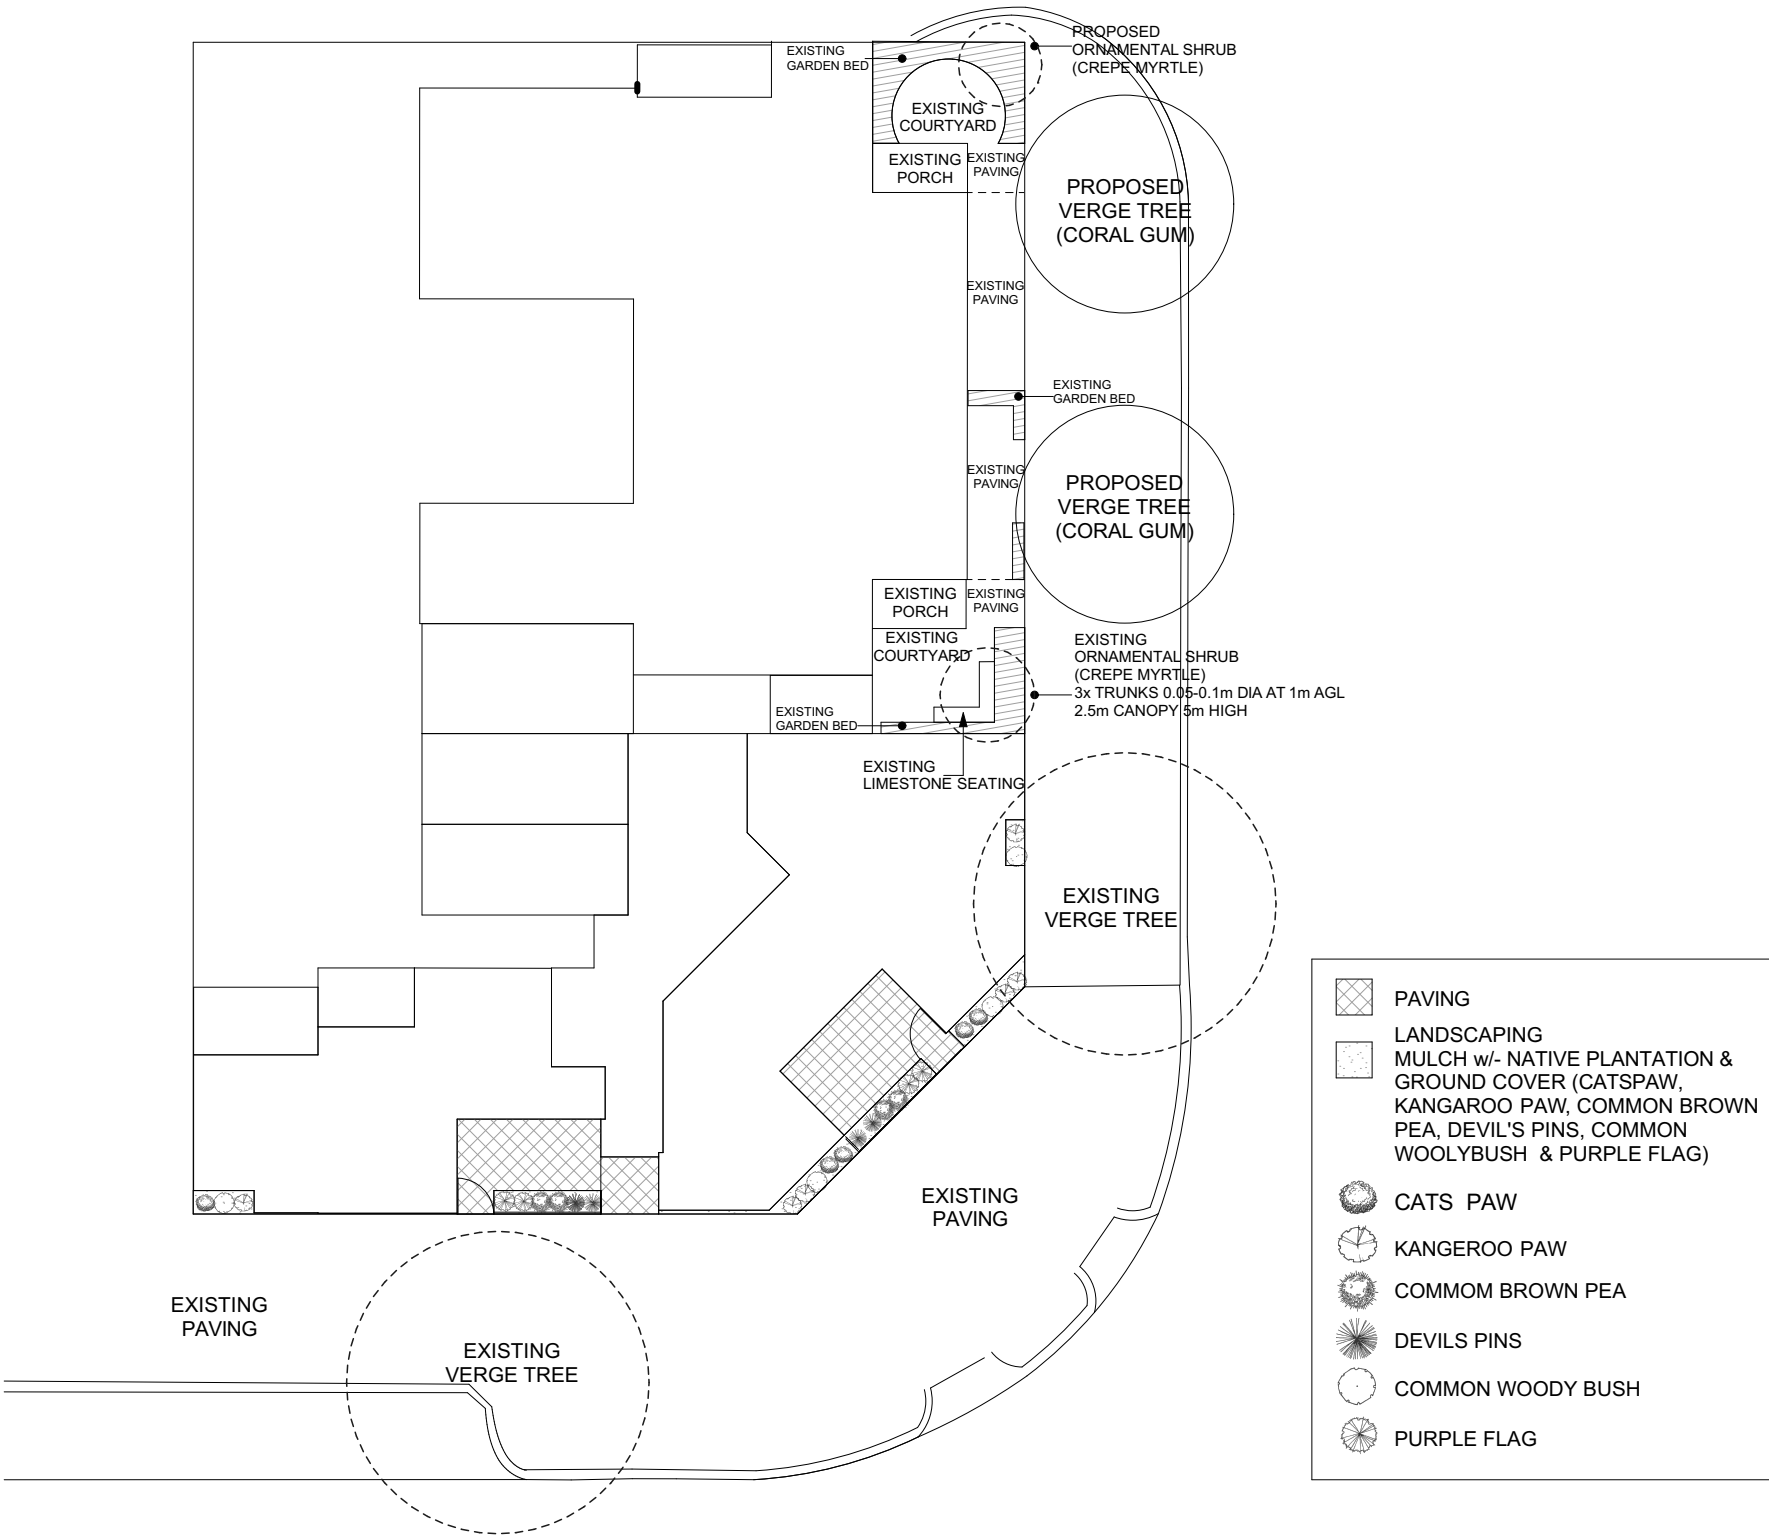 EXISTING
GARDEN BED
PROPOSED
ORNAMENTAL SHRUB
(CREPE MYRTLE)
EXISTING
COURTYARD
EXISTING
PORCH
EXISTING
PAVING
PROPOSED
VERGE TREE
(CORAL GUM)
EXISTING
PAVING
EXISTING
GARDEN BED
EXISTING
PAVING
PROPOSED
VERGE TREE
(CORAL GUM)
EXISTING
PORCH
EXISTING
PAVING
EXISTING
COURTYARD
EXISTING
ORNAMENTAL SHRUB
(CREPE MYRTLE)
3x TRUNKS 0.05-0.1m DIA AT 1m AGL
2.5m CANOPY 5m HIGH
EXISTING
GARDEN BED
EXISTING
LIMESTONE SEATING
EXISTING
VERGE TREE
EXISTING
PAVING
EXISTING
PAVING
EXISTING
VERGE TREE
PAVING
LANDSCAPING
MULCH w/- NATIVE PLANTATION &
GROUND COVER (CATSPAW,
KANGAROO PAW, COMMON BROWN
PEA, DEVIL'S PINS, COMMON
WOOLYBUSH & PURPLE FLAG)
CATS PAW
KANGEROO PAW
COMMOM BROWN PEA
DEVILS PINS
COMMON WOODY BUSH
PURPLE FLAG